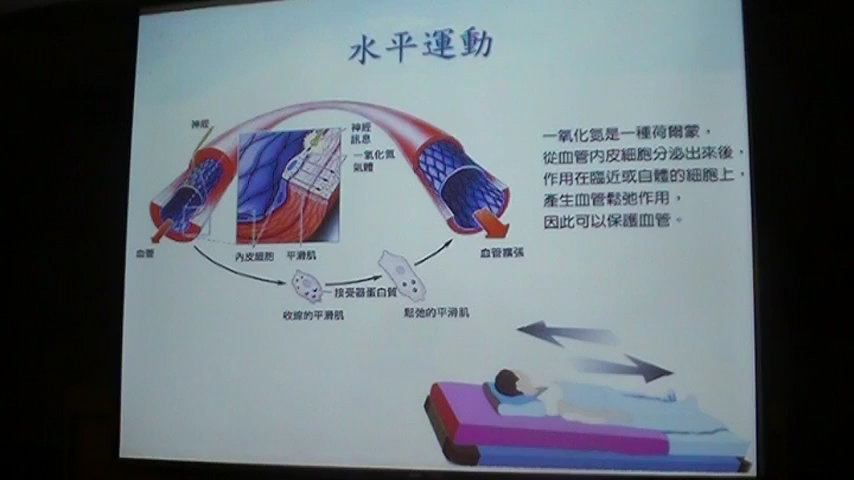 水平運動
神經
神經
訊息
一氧化氮
氣體
一氧化氮是一種荷爾蒙，
從血管內皮細胞分泌出來後，
作用在臨近或自體的細胞上，
產生血管鬆弛作用，
因此可以保護血管。
血管
內皮細胞
平滑肌
血管擴張
接受器蛋白質
收縮的平滑肌
鬆弛的平滑肌